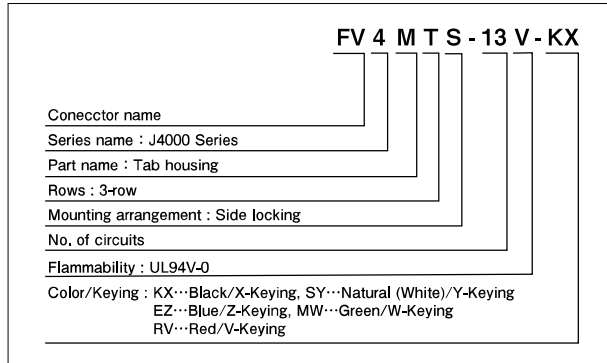 FV 4 M T S - 13 V - KX
Conecctor name
Series name : J4000 Series
Part name : Tab housing
Rows : 3-row
Mounting arrangement : Side locking
No. of circuits
Flammability : UL94V-0
Color/Keying : KX…Black/X-Keying, SY…Natural (White)/Y-Keying
EZ…Blue/Z-Keying, MW…Green/W-Keying
RV…Red/V-Keying